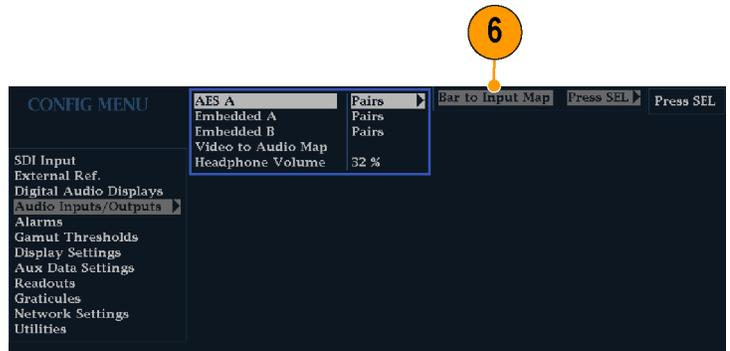 6
CONFIG MENU
AES A Pairs
Embedded A Pairs
Embedded B Pairs
Video to Audio Map
Headphone Volume 32 %
Bar to Input Map Press SEL
Press SEL
SDI Input
External Ref.
Digital Audio Displays
Audio Inputs/Outputs
Alarms
Gamut Thresholds
Display Settings
Aux Data Settings
Readouts
Graticules
Network Settings
Utilities